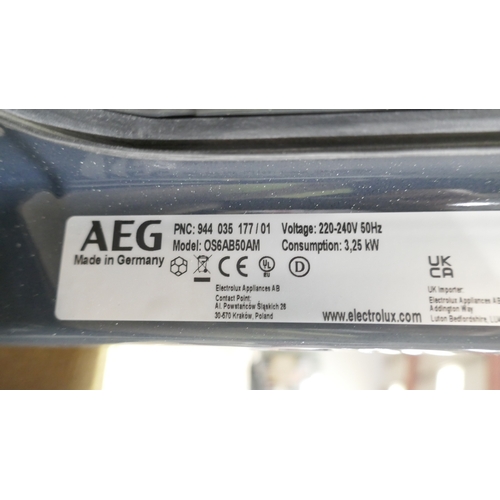 AEG
Made in Germany
PNC: 944 035 177 / 01 Voltage: 220-240V 50Hz
Model: OS6AB50AM Consumption: 3,25 kW
Electrolux Appliances AB
Contact Point:
Al. Powstańców Śląskich 26
30-570 Kraków, Poland
www.electrolux.com
UK
CA
UK Importer:
Electrolux Appliances AB
Addington Way
Luton Bedfordshire,